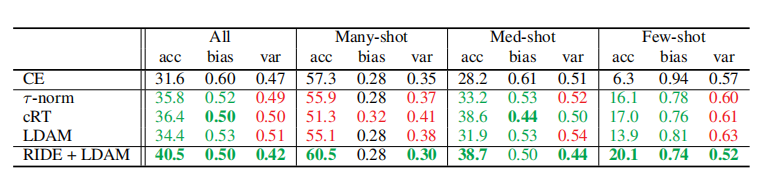 All Many-shot Med-shot Few-shot
acc bias var acc bias var acc bias var acc bias var
CE 31.6 0.60 0.47 57.3 0.28 0.35 28.2 0.61 0.51 6.3 0.94 0.57
τ-norm 35.8 0.52 0.49 55.9 0.28 0.37 33.2 0.53 0.52 16.1 0.78 0.60
cRT 36.4 0.50 0.50 51.3 0.32 0.41 38.6 0.44 0.50 17.0 0.76 0.61
LDAM 34.4 0.53 0.51 55.1 0.28 0.38 31.9 0.53 0.54 13.9 0.81 0.63
RIDE + LDAM 40.5 0.50 0.42 60.5 0.28 0.30 38.7 0.50 0.44 20.1 0.74 0.52